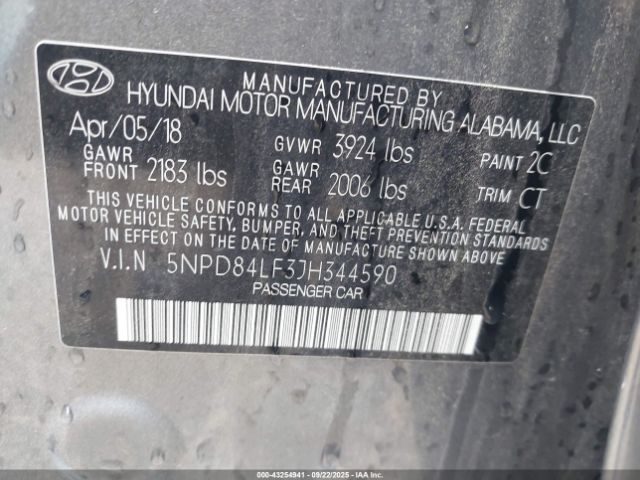 MANUFACTURED BY
HYUNDAI MOTOR MANUFACTURING ALABAMA, LLC
Apr/05/18 GVWR 3924 lbs PAINT 2C
GAWR FRONT 2183 lbs GAWR REAR 2006 lbs TRIM CT
THIS VEHICLE CONFORMS TO ALL APPLICABLE U.S.A. FEDERAL
MOTOR VEHICLE SAFETY, BUMPER, AND THEFT PREVENTION STANDARDS
IN EFFECT ON THE DATE OF MANUFACTURE SHOWN ABOVE
V.I.N 5NPD84LF3JH344590
PASSENGER CAR
00-43254941 - 09/22/2025 - Copyright IAA, LLC.